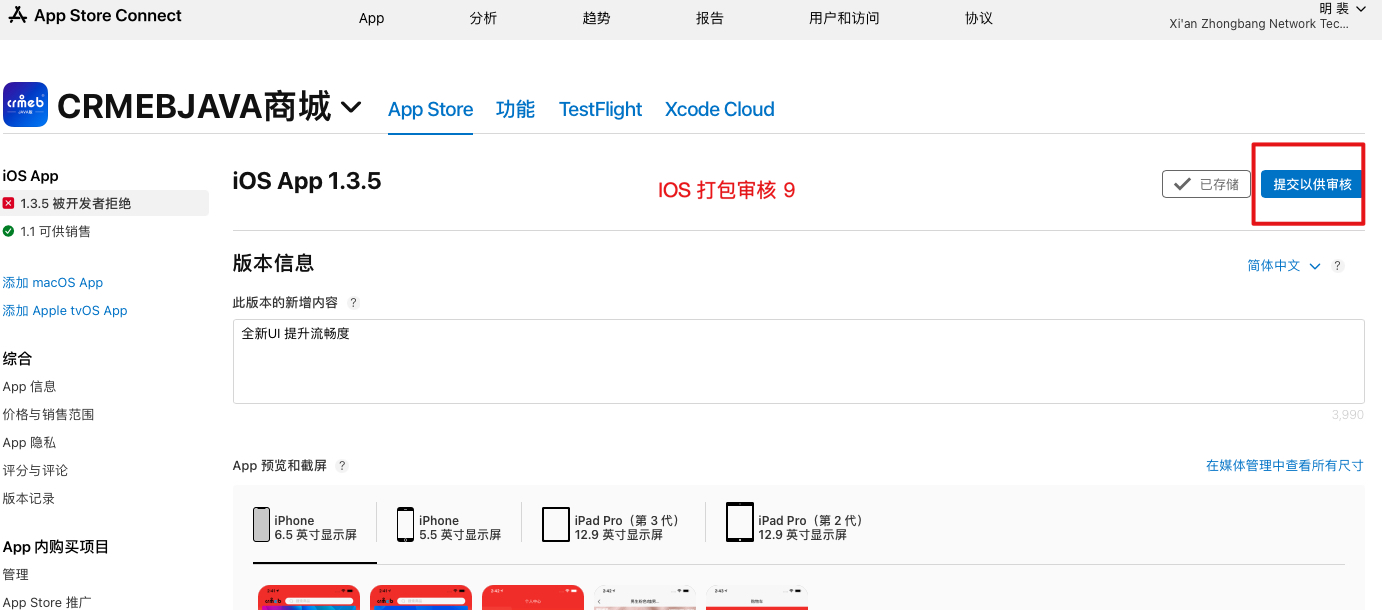 App Store Connect
App 分析 趋势 报告 用户和访问 协议
明 裴
Xi'an Zhongbang Network Tec...
crmeb
JAVA版
CRMEBJAVA商城
App Store 功能 TestFlight Xcode Cloud
iOS App
1.3.5 被开发者拒绝
1.1 可供销售
添加 macOS App
添加 Apple tvOS App
综合
App 信息
价格与销售范围
App 隐私
评分与评论
版本记录
App 内购买项目
管理
App Store 推广
iOS App 1.3.5
IOS 打包审核 9
已存储
提交以供审核
版本信息
简体中文 ?
此版本的新增内容 ?
全新UI 提升流畅度
3,990
App 预览和截屏 ?
在媒体管理中查看所有尺寸
iPhone
6.5 英寸显示屏
iPhone
5.5 英寸显示屏
iPad Pro（第 3 代）
12.9 英寸显示屏
iPad Pro（第 2 代）
12.9 英寸显示屏